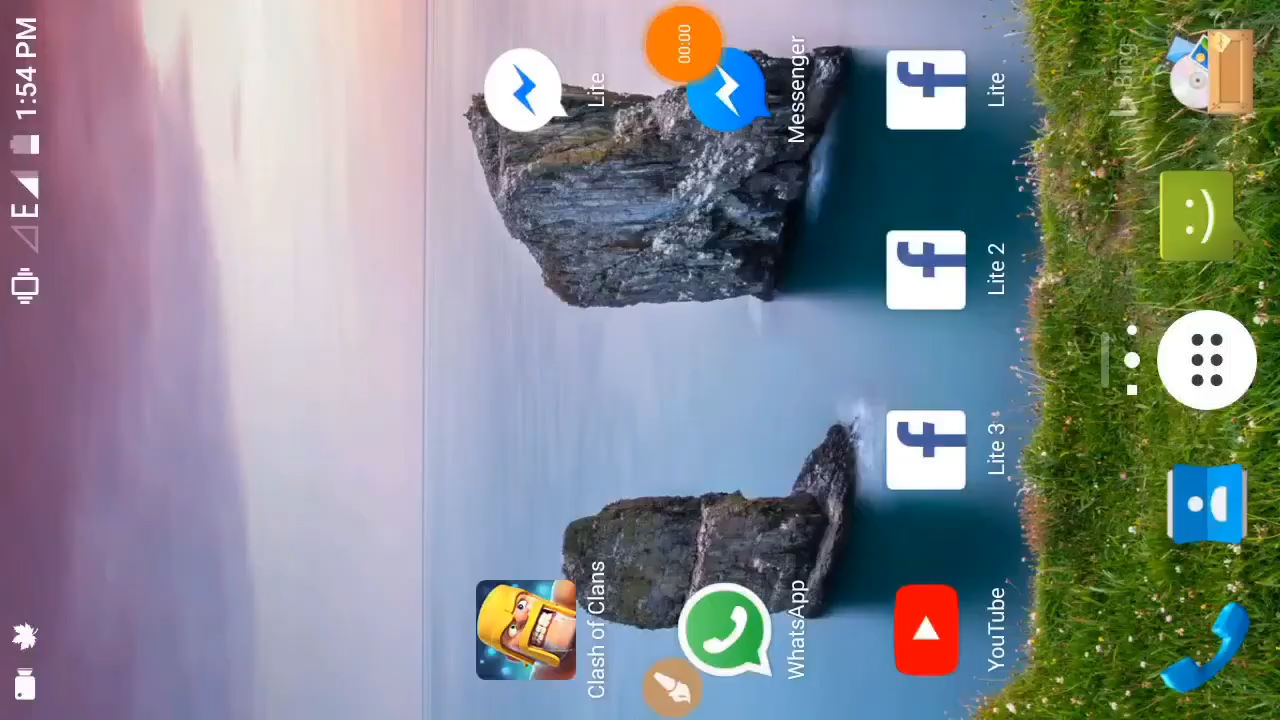 E 1:54 PM
00:00
Lite
Messenger
Lite
Lite 2
Lite 3
Clash of Clans
WhatsApp
YouTube
Bing